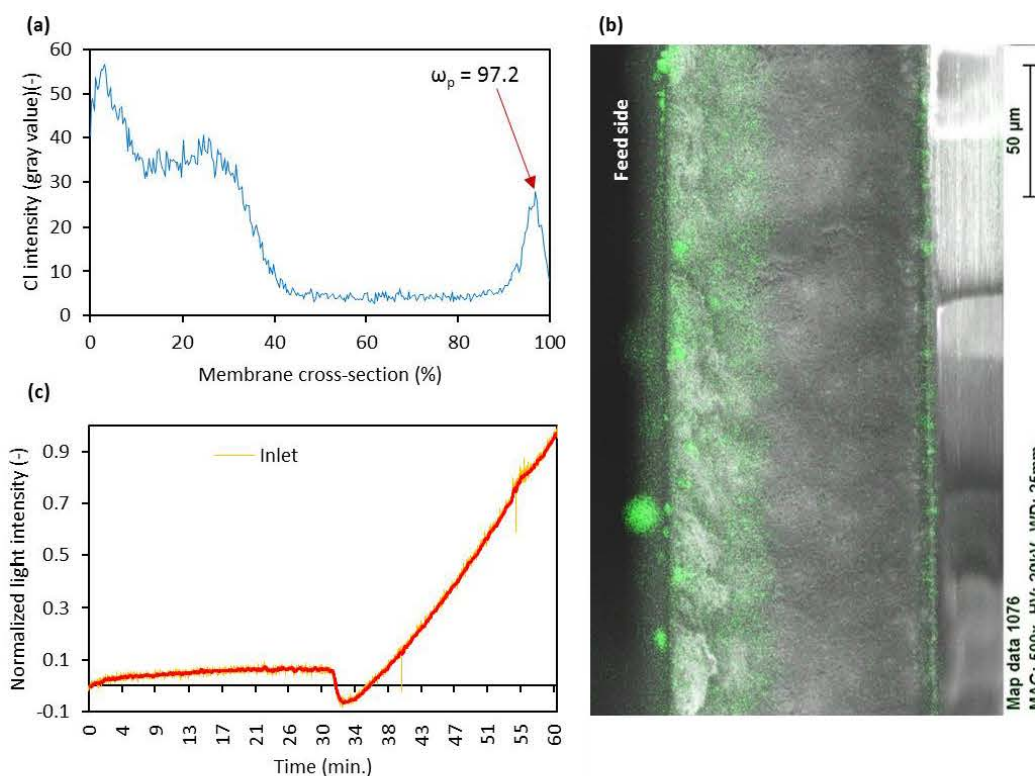 (a)
60
50
40
30
20
10
0
Cl intensity (gray value)(-)
ωp = 97.2
0 20 40 60 80 100
Membrane cross-section (%)
(b)
Feed side
50 µm
Map data 1076
(c)
Normalized light intensity (-)
0.9
0.7
0.5
0.3
0.1
-0.1
Inlet
0 4 9 13 17 21 26 30 34 38 43 47 51 55 60
Time (min.)